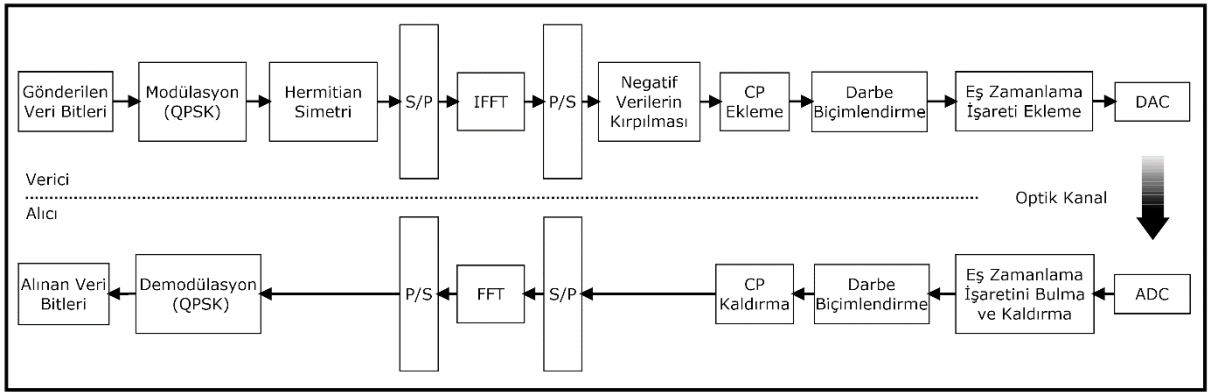 Gönderilen
Veri Bitleri
Modülasyon
(QPSK)
Hermitian
Simetri
S/P
IFFT
P/S
Negatif
Verilerin
Kırpılması
CP
Ekleme
Darbe
Biçimlendirme
Eş Zamanlama
İşareti Ekleme
DAC
Verici
Alıcı
Optik Kanal
Alınan Veri
Bitleri
Demodülasyon
(QPSK)
P/S
FFT
S/P
CP
Kaldırma
Darbe
Biçimlendirme
Eş Zamanlama
İşaretini Bulma
ve Kaldırma
ADC